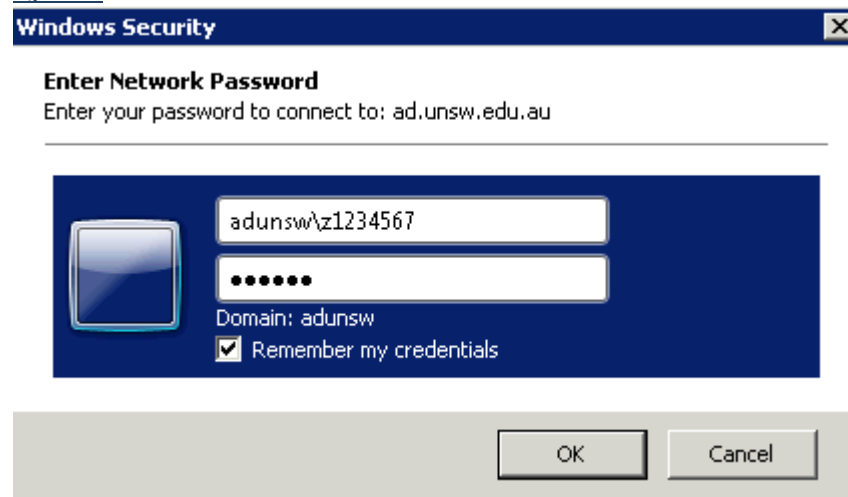 Windows Security
Enter Network Password
Enter your password to connect to: ad.unsw.edu.au
adunsw\z1234567
••••••
Domain: adunsw
Remember my credentials
OK
Cancel